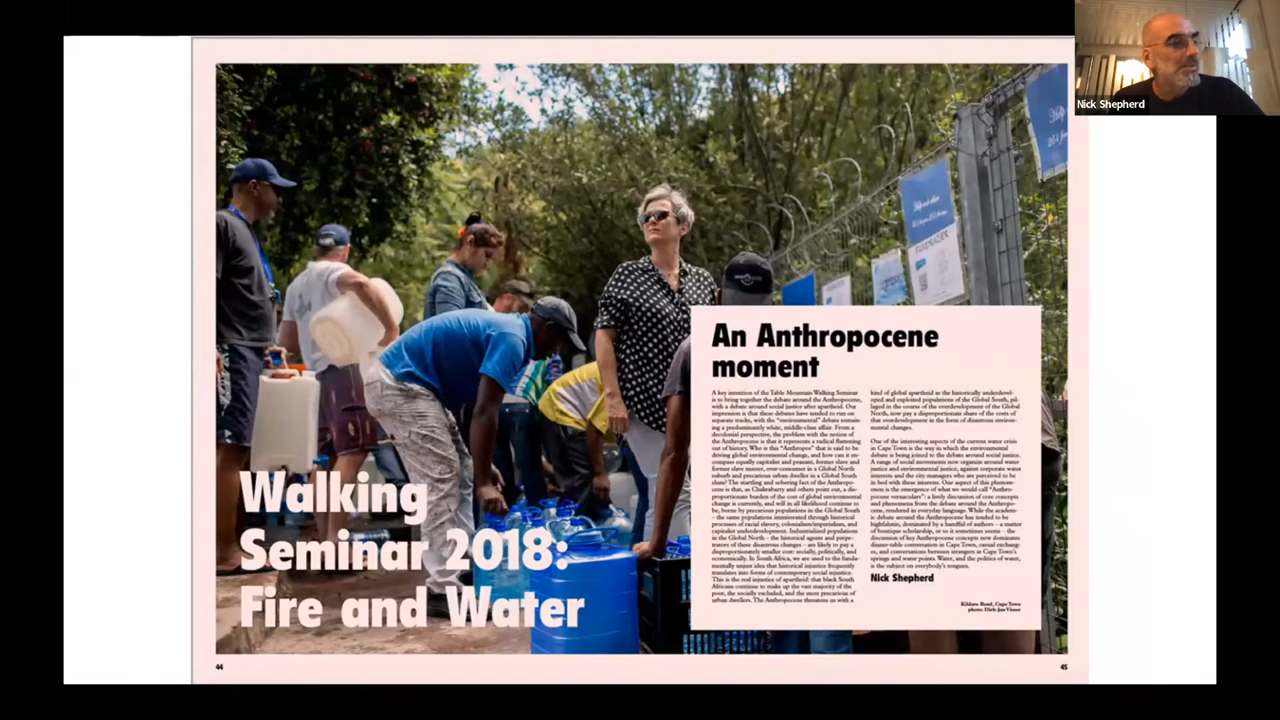 Nick Shepherd
FUNDRAISER
An Anthropocene
moment
A key intention of the Table Mountain Walking Seminar
is to bring together the debate around the Anthropocene,
with a debate around social justice after apartheid. Our
impression is that these debates have tended to run on
separate tracks, with the "environmental" debate remain-
ing a predominantly white, middle-class affair. From a
decolonial perspective, the problem with the notion of
the Anthropocene is that it represents a radical flattening
out of history. Who is this "Anthropos" that is said to be
driving global environmental change, and how can it en-
compass equally capitalist and peasant, former slave and
former slave master, over-consumer in a Global North
suburb and precarious urban dweller in a Global South
slum? The startling and sobering fact of the Anthropo-
cene is that, as Chakrabarty and others point out, a dis-
proportionate burden of the cost of global environmental
change is currently, and will in all likelihood continue to
be, borne by precarious populations in the Global South
– the same populations immiserated through historical
processes of racial slavery, colonialism/imperialism, and
capitalist underdevelopment. Industrialized populations
in the Global North – the historical agents and perpe-
trators of these disastrous changes – are likely to pay a
disproportionately smaller cost: socially, politically, and
economically. In South Africa, we are used to the funda-
mentally unjust idea that historical injustice frequently
translates into forms of contemporary social injustice.
This is the real injustice of apartheid: that black South
Africans continue to make up the vast majority of the
poor, the socially excluded, and the most precarious of
urban dwellers. The Anthropocene threatens us with a
kind of global apartheid as the historically underdevel-
oped and exploited populations of the Global South, pil-
laged in the course of the overdevelopment of the Global
North, now pay a disproportionate share of the costs of
that overdevelopment in the form of disastrous environ-
mental changes.
One of the interesting aspects of the current water crisis
in Cape Town is the way in which the environmental
debate is being joined to the debate around social justice.
A range of social movements now organize around water
justice and environmental justice, against corporate water
interests and the city managers who are perceived to be
in bed with these interests. One aspect of this phenom-
enon is the emergence of what we would call "Anthro-
pocene vernaculars": a lively discussion of core concepts
and phenomena from the debate around the Anthropo-
cene, rendered in everyday language. While the academ-
ic debate around the Anthropocene has tended to be
highfalutin, dominated by a handful of authors – a matter
of boutique scholarship, or so it sometimes seems – the
discussion of key Anthropocene concepts now dominates
dinner-table conversation in Cape Town, casual exchang-
es, and conversations between strangers at Cape Town's
springs and water points. Water, and the politics of water,
is the subject on everybody's tongues.
Nick Shepherd
Kildare Road, Cape Town
photo: Dirk-Jan Visser
Walking
Seminar 2018:
Fire and Water
44
45